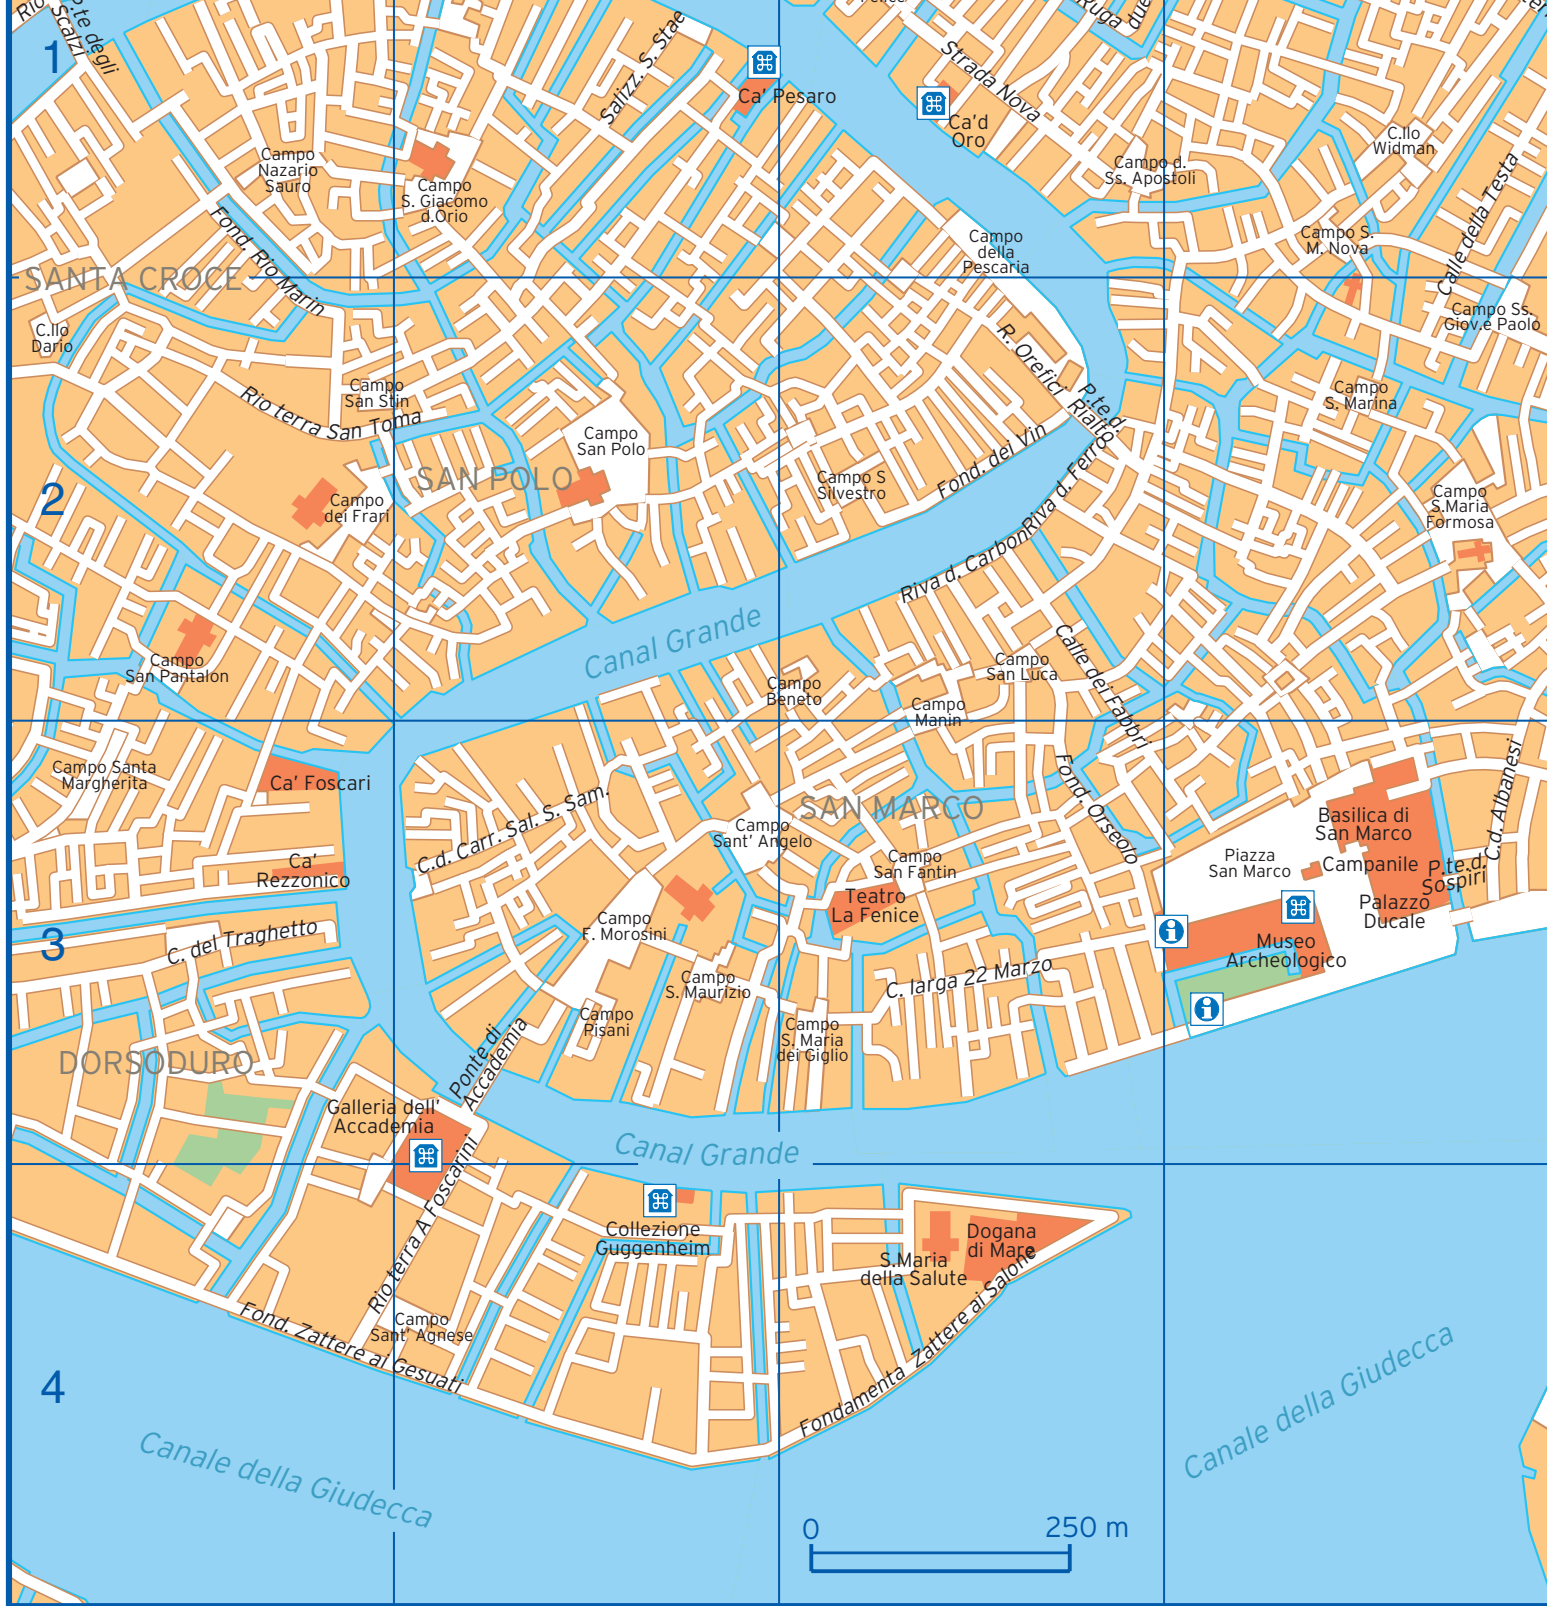 Rio
Scalzi
P.te degli
1
Salizz. S. Stae
Ca' Pesaro
Strada Nova
Ruga
due
Ca'd
Oro
C.llo
Widman
Campo
Nazario
Sauro
Campo
S. Giacomo
d.Orio
Campo d.
Ss. Apostoli
Calle della Testa
Fond. Rio Marin
Campo
della
Pescaria
Campo S.
M. Nova
SANTA CROCE
Campo Ss.
Giov.e Paolo
C.llo
Dario
R. Orefici
P.te d.
Rialto
Campo
San Stin
Campo
S. Marina
Rio terra San Toma
Campo
San Polo
SAN POLO
Campo S
Silvestro
Fond. dei Vin
Riva d. Ferro
2
Campo
dei Frari
Campo
S.Maria
Formosa
Riva d. Carbon
Canal Grande
Campo
San Pantalon
Campo
San Luca
Calle dei Fabbri
Campo
Beneto
Campo
Manin
Campo Santa
Margherita
Ca' Foscari
C.d. Carr. Sal. S. Sam.
SAN MARCO
Fond. Orseolo
C.d. Albanesi
Basilica di
San Marco
Campo
Sant' Angelo
Campo
San Fantin
Piazza
San Marco
Campanile
P.te.d.
Sospiri
Ca'
Rezzonico
Teatro
La Fenice
Palazzo
Ducale
Campo
F. Morosini
3
C. del Traghetto
Museo
Archeologico
Campo
S. Maurizio
C. larga 22 Marzo
Campo
Pisani
Campo
S. Maria
dei Giglio
DORSODURO
Ponte di
Accademia
Galleria dell'
Accademia
Canal Grande
Rio terra A Foscarini
Collezione
Guggenheim
Dogana
di Mare
S.Maria
della Salute
Campo
Sant' Agnese
Fond. Zattere ai Gesuati
Fondamenta Zattere ai Salone
4
Canale della Giudecca
Canale della Giudecca
0 250 m